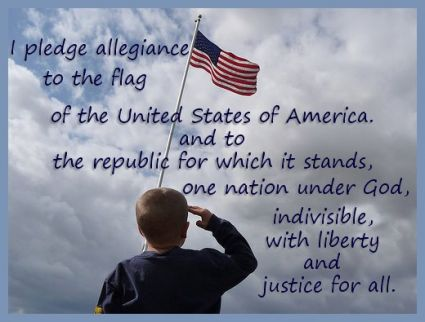 I pledge allegiance
to the flag
of the United States of America.
and to
the republic for which it stands,
one nation under God,
indivisible,
with liberty
and
justice for all.